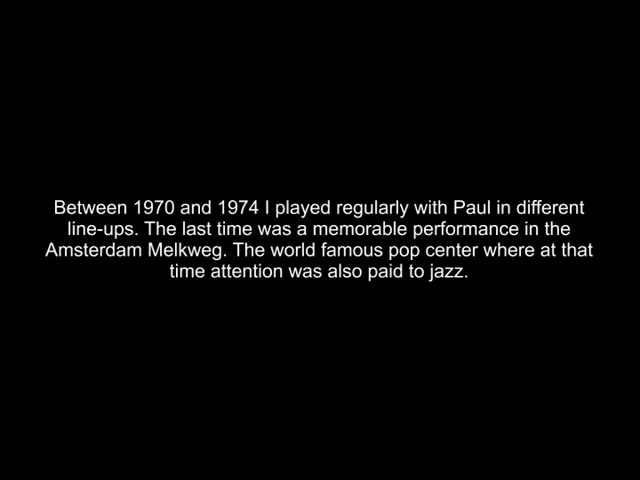 Between 1970 and 1974 I played regularly with Paul in different
line-ups. The last time was a memorable performance in the
Amsterdam Melkweg. The world famous pop center where at that
time attention was also paid to jazz.